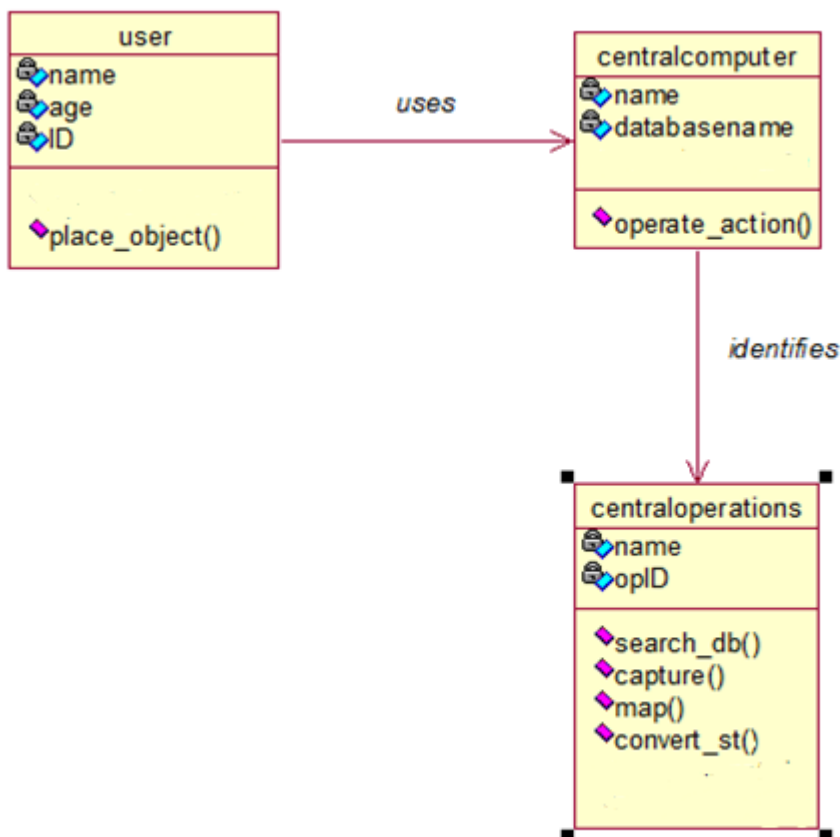 user
name
age
ID
place_object()
uses
centralcomputer
name
databasename
operate_action()
identifies
centraloperations
name
opID
search_db()
capture()
map()
convert_st()